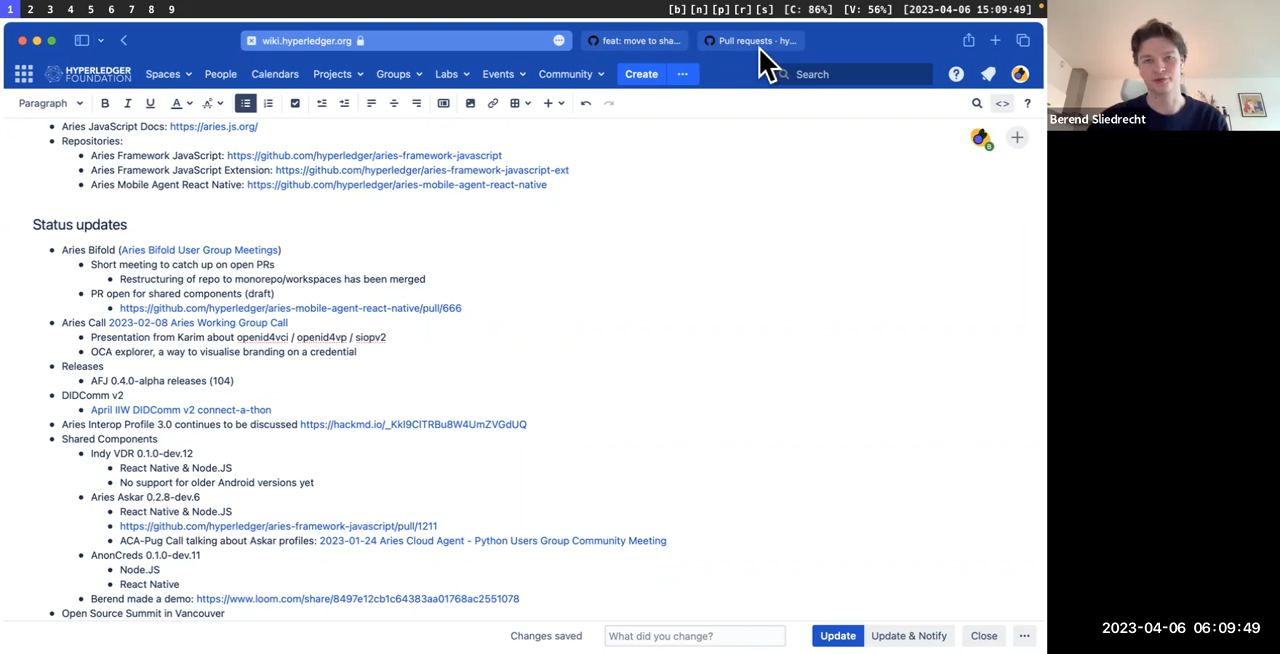 1 2 3 4 5 6 7 8 9 [b][n][p][r][s] [C: 86%] [V: 56%] [2023-04-06 15:09:49]
wiki.hyperledger.org feat: move to sha... Pull requests · hy...
HYPERLEDGER FOUNDATION Spaces People Calendars Projects Groups Labs Events Community Create ... Search ?
Paragraph B I U A <> ?
Berend Sliedrecht
Aries JavaScript Docs: https://aries.js.org/
Repositories:
Aries Framework JavaScript: https://github.com/hyperledger/aries-framework-javascript
Aries Framework JavaScript Extension: https://github.com/hyperledger/aries-framework-javascript-ext
Aries Mobile Agent React Native: https://github.com/hyperledger/aries-mobile-agent-react-native
Status updates
Aries Bifold (Aries Bifold User Group Meetings)
Short meeting to catch up on open PRs
Restructuring of repo to monorepo/workspaces has been merged
PR open for shared components (draft)
https://github.com/hyperledger/aries-mobile-agent-react-native/pull/666
Aries Call 2023-02-08 Aries Working Group Call
Presentation from Karim about openid4vci / openid4vp / siopv2
OCA explorer, a way to visualise branding on a credential
Releases
AFJ 0.4.0-alpha releases (104)
DIDComm v2
April IIW DIDComm v2 connect-a-thon
Aries Interop Profile 3.0 continues to be discussed https://hackmd.io/_KkI9CITRBu8W4UmZVGdUQ
Shared Components
Indy VDR 0.1.0-dev.12
React Native & Node.JS
No support for older Android versions yet
Aries Askar 0.2.8-dev.6
React Native & Node.JS
https://github.com/hyperledger/aries-framework-javascript/pull/1211
ACA-Pug Call talking about Askar profiles: 2023-01-24 Aries Cloud Agent - Python Users Group Community Meeting
AnonCreds 0.1.0-dev.11
Node.JS
React Native
Berend made a demo: https://www.loom.com/share/8497e12cb1c64383aa01768ac2551078
Open Source Summit in Vancouver
Changes saved What did you change? Update Update & Notify Close ...
2023-04-06 06:09:49